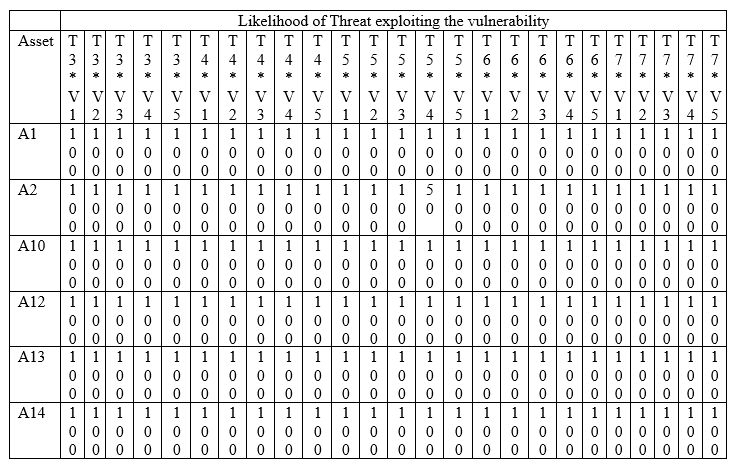 Likelihood of Threat exploiting the vulnerability
Asset T3*V1 T3*V2 T3*V3 T3*V4 T3*V5 T4*V1 T4*V2 T4*V3 T4*V4 T4*V5 T5*V1 T5*V2 T5*V3 T5*V4 T5*V5 T6*V1 T6*V2 T6*V3 T6*V4 T6*V5 T7*V1 T7*V2 T7*V3 T7*V4 T7*V5
A1 100 100 100 100 100 100 100 100 100 100 100 100 100 100 100 100 100 100 100 100 100 100 100 100 100
A2 100 100 100 100 100 100 100 100 100 100 100 100 100 50 100 100 100 100 100 100 100 100 100 100 100
A10 100 100 100 100 100 100 100 100 100 100 100 100 100 100 100 100 100 100 100 100 100 100 100 100 100
A12 100 100 100 100 100 100 100 100 100 100 100 100 100 100 100 100 100 100 100 100 100 100 100 100 100
A13 100 100 100 100 100 100 100 100 100 100 100 100 100 100 100 100 100 100 100 100 100 100 100 100 100
A14 100 100 100 100 100 100 100 100 100 100 100 100 100 100 100 100 100 100 100 100 100 100 100 100 100